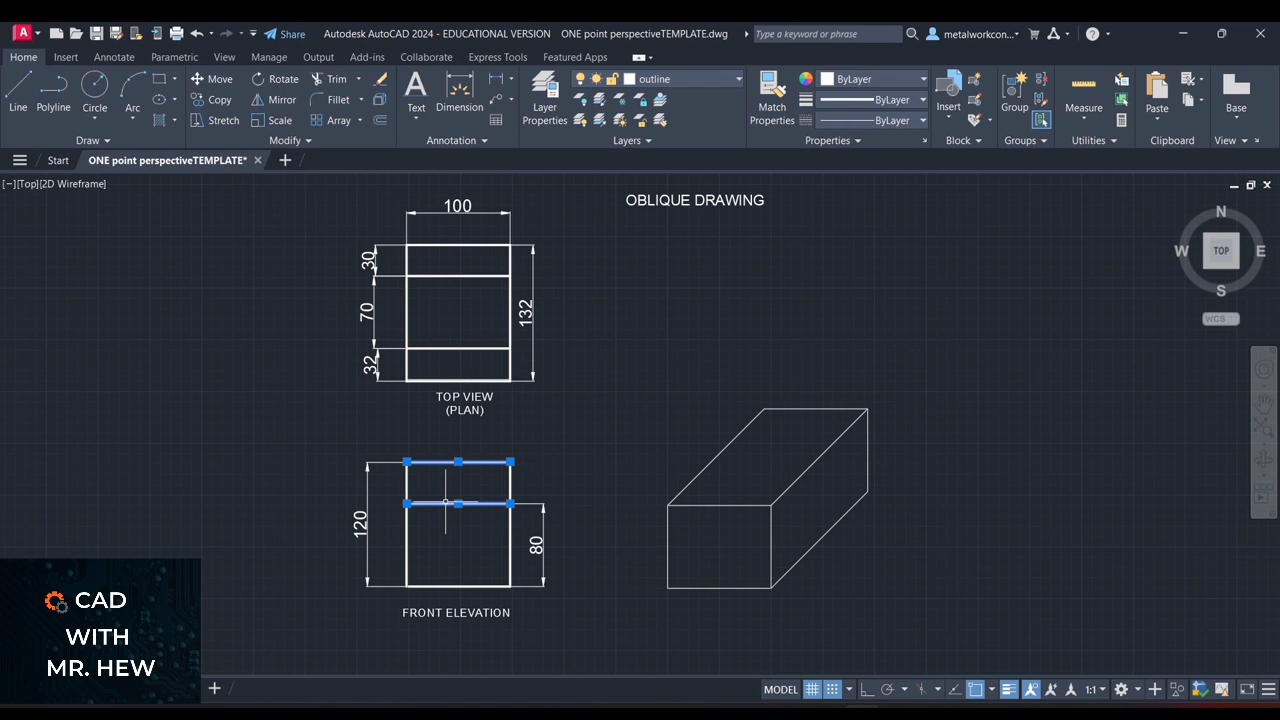 Share
Autodesk AutoCAD 2024 - EDUCATIONAL VERSION ONE point perspectiveTEMPLATE.dwg
Type a keyword or phrase
metalworkcon...
Home Insert Annotate Parametric View Manage Output Add-ins Collaborate Express Tools Featured Apps
Line Polyline Circle Arc
Move Rotate Trim
Copy Mirror Fillet
Stretch Scale Array
Text Dimension
Layer Properties
outline
Match Properties
ByLayer
ByLayer
ByLayer
Insert
Group
Measure
Paste
Base
Draw Modify Annotation Layers Properties Block Groups Utilities Clipboard View
Start ONE point perspectiveTEMPLATE*
[−][Top][2D Wireframe]
OBLIQUE DRAWING
100
30
70
32
132
TOP VIEW
(PLAN)
120
80
FRONT ELEVATION
N
W TOP E
S
WCS
CAD
WITH
MR. HEW
MODEL
1:1